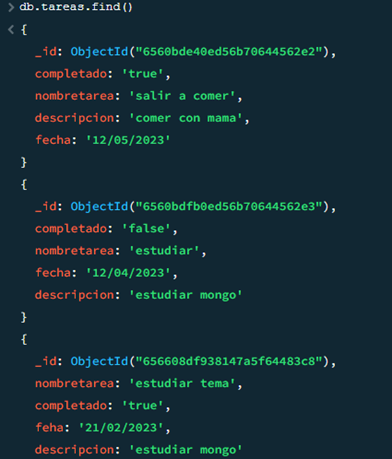 > db.tareas.find()
< {
_id: ObjectId("6560bde40ed56b70644562e2"),
completado: 'true',
nombretarea: 'salir a comer',
descripcion: 'comer con mama',
fecha: '12/05/2023'
}
{
_id: ObjectId("6560bdfb0ed56b70644562e3"),
completado: 'false',
nombretarea: 'estudiar',
fecha: '12/04/2023',
descripcion: 'estudiar mongo'
}
{
_id: ObjectId("656608df938147a5f64483c8"),
nombretarea: 'estudiar tema',
completado: 'true',
feha: '21/02/2023',
descripcion: 'estudiar mongo'